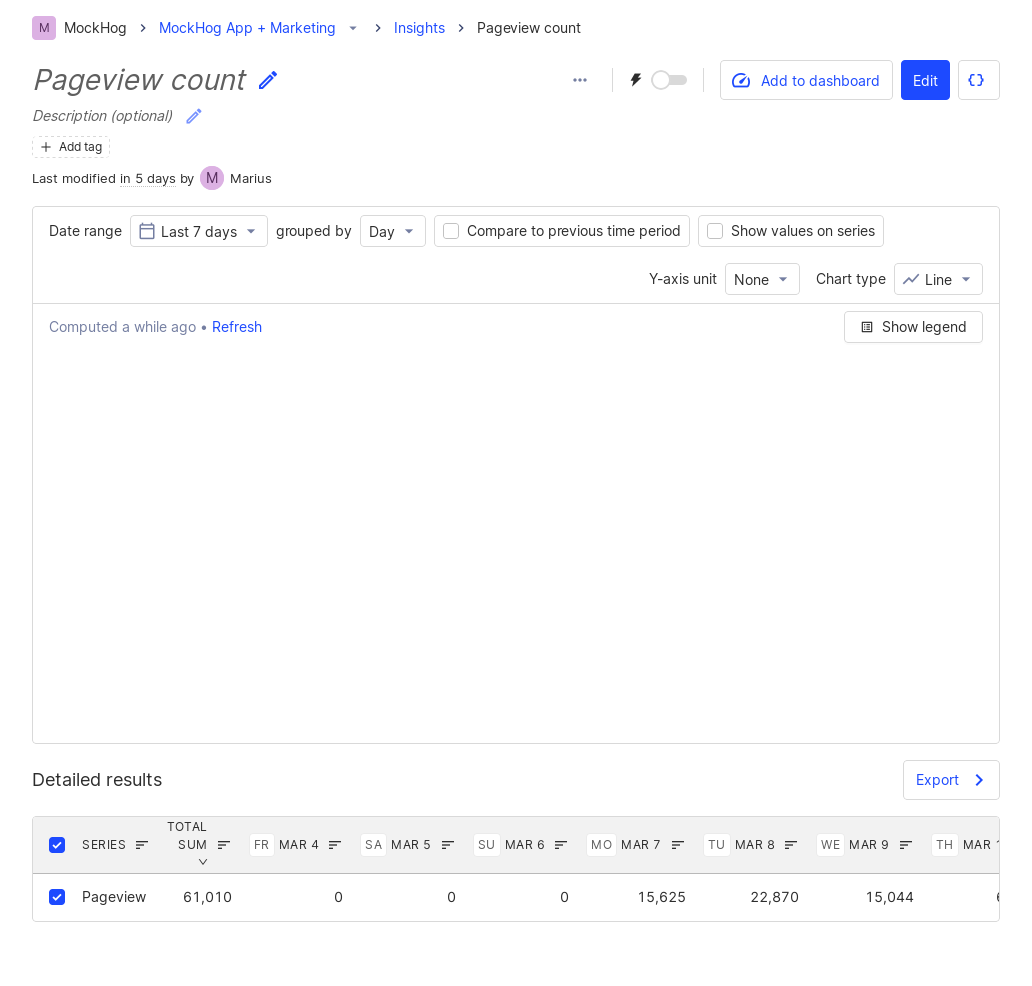 M MockHog MockHog App + Marketing Insights Pageview count
Pageview count
Add to dashboard Edit
Description (optional)
Add tag
Last modified in 5 days by M Marius
Date range Last 7 days grouped by Day Compare to previous time period Show values on series
Y-axis unit None Chart type Line
Computed a while ago • Refresh Show legend
Detailed results Export
SERIES TOTAL SUM FR MAR 4 SA MAR 5 SU MAR 6 MO MAR 7 TU MAR 8 WE MAR 9 TH MAR
Pageview 61,010 0 0 0 15,625 22,870 15,044